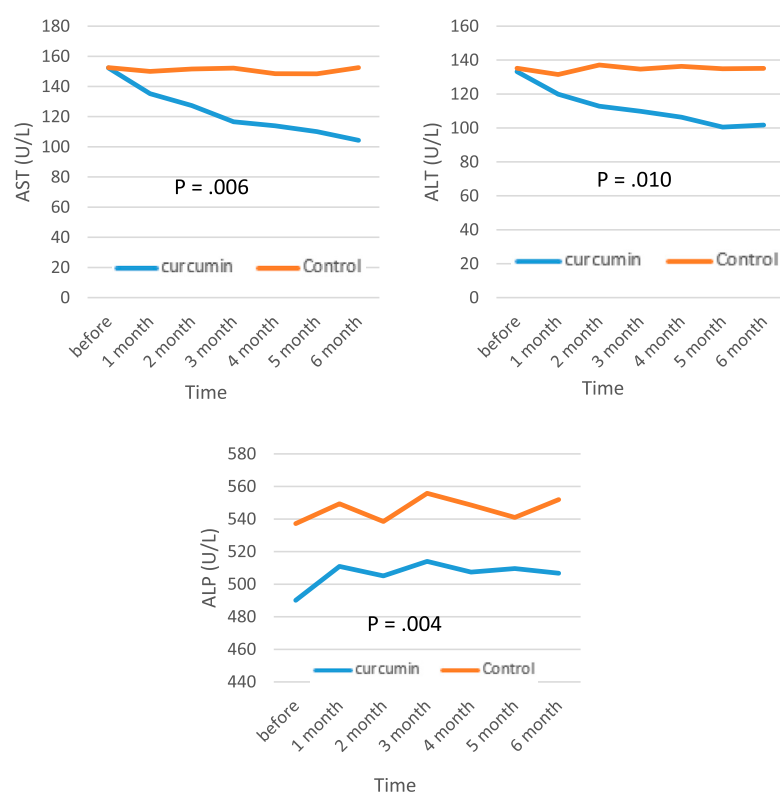 AST (U/L)
180
160
140
120
100
80
60
40
20
0
P = .006
curcumin Control
before 1 month 2 month 3 month 4 month 5 month 6 month
Time
ALT (U/L)
160
140
120
100
80
60
40
20
0
P = .010
curcumin Control
before 1 month 2 month 3 month 4 month 5 month 6 month
Time
ALP (U/L)
580
560
540
520
500
480
460
440
P = .004
curcumin Control
before 1 month 2 month 3 month 4 month 5 month 6 month
Time